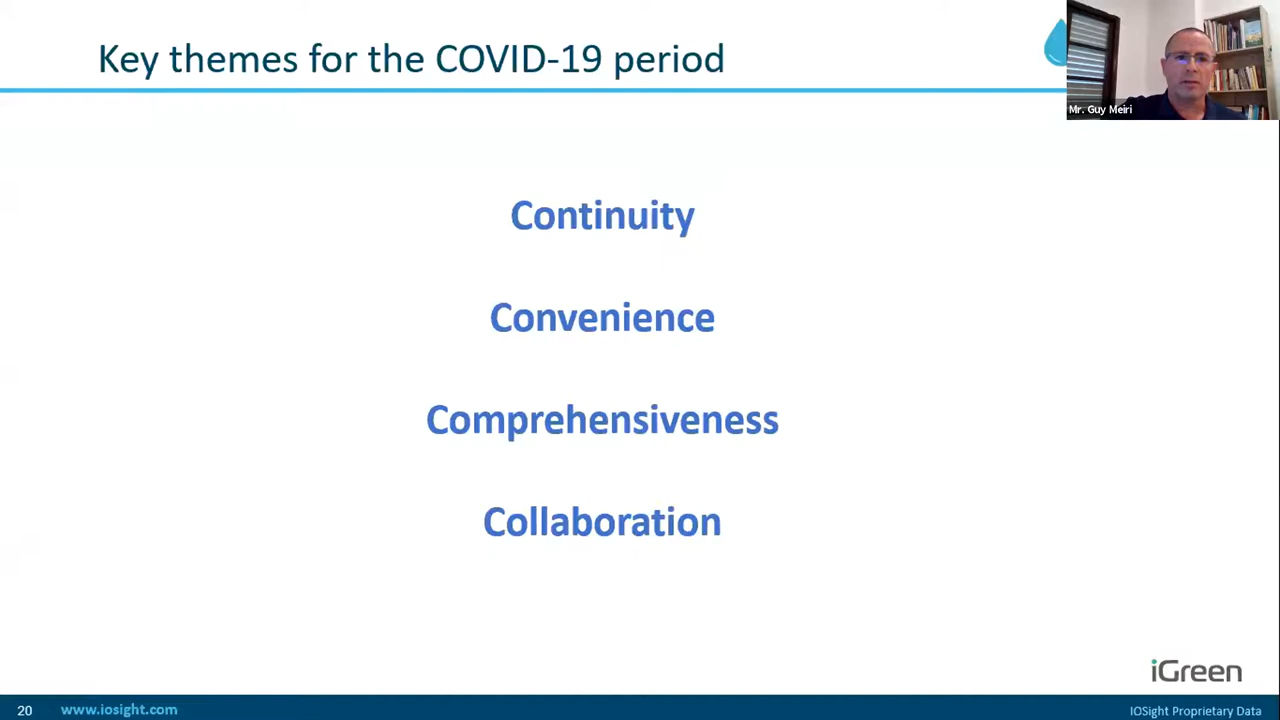 Key themes for the COVID-19 period
Mr. Guy Meiri
Continuity
Convenience
Comprehensiveness
Collaboration
iGreen
20
www.iosight.com
IOSight Proprietary Data